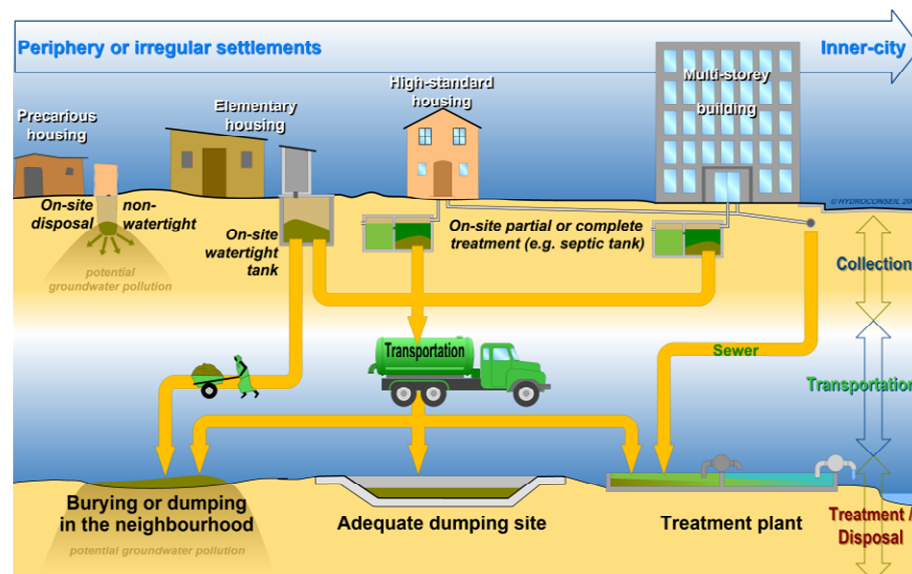 Periphery or irregular settlements
Inner-city
Precarious
housing
Elementary
housing
High-standard
housing
Multi-storey
building
On-site
disposal
non-
watertight
On-site
watertight
tank
On-site partial or complete
treatment (e.g. septic tank)
potential
groundwater pollution
Collection
Transportation
Sewer
Transportation
Burying or dumping
in the neighbourhood
potential groundwater pollution
Adequate dumping site
Treatment plant
Treatment /
Disposal
© HYDROCONSEIL